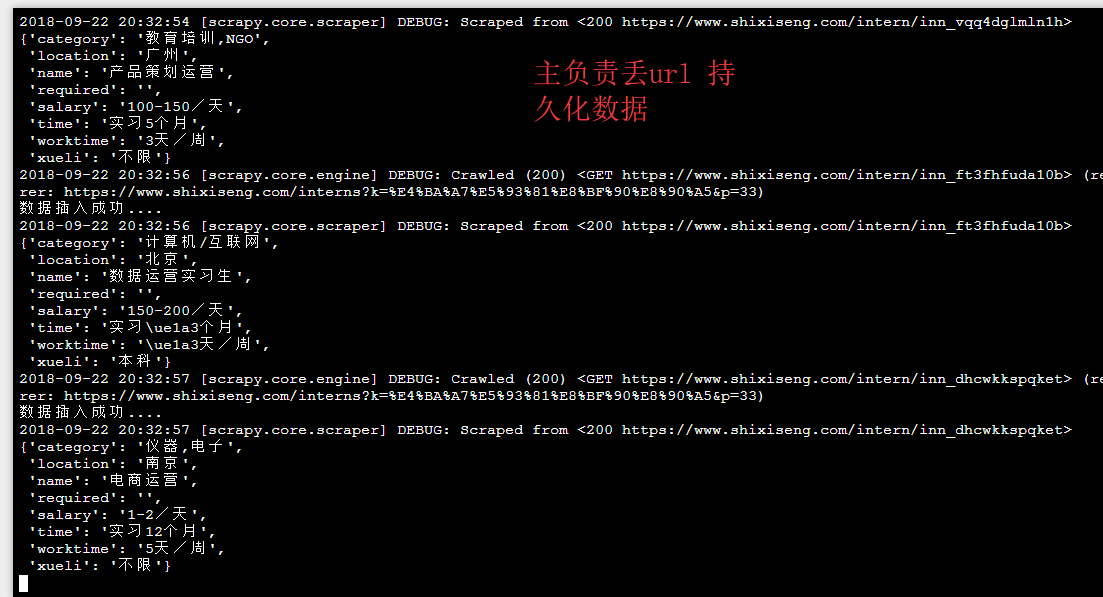 2018-09-22 20:32:54 [scrapy.core.scraper] DEBUG: Scraped from <200 https://www.shixiseng.com/intern/inn_vqq4dglmln1h>
{'category': '教育培训,NGO',
'location': '广州',
'name': '产品策划运营',
'required': '',
'salary': '100-150／天',
'time': '实习5个月',
'worktime': '3天／周',
'xueli': '不限'}
主负责丢url 持
久化数据
2018-09-22 20:32:56 [scrapy.core.engine] DEBUG: Crawled (200) <GET https://www.shixiseng.com/intern/inn_ft3fhfuda10b> (re
rer: https://www.shixiseng.com/interns?k=%E4%BA%A7%E5%93%81%E8%BF%90%E8%90%A5&p=33)
数据插入成功....
2018-09-22 20:32:56 [scrapy.core.scraper] DEBUG: Scraped from <200 https://www.shixiseng.com/intern/inn_ft3fhfuda10b>
{'category': '计算机/互联网',
'location': '北京',
'name': '数据运营实习生',
'required': '',
'salary': '150-200／天',
'time': '实习\ue1a3个月',
'worktime': '\ue1a3天／周',
'xueli': '本科'}
2018-09-22 20:32:57 [scrapy.core.engine] DEBUG: Crawled (200) <GET https://www.shixiseng.com/intern/inn_dhcwkkspqket> (re
rer: https://www.shixiseng.com/interns?k=%E4%BA%A7%E5%93%81%E8%BF%90%E8%90%A5&p=33)
数据插入成功....
2018-09-22 20:32:57 [scrapy.core.scraper] DEBUG: Scraped from <200 https://www.shixiseng.com/intern/inn_dhcwkkspqket>
{'category': '仪器,电子',
'location': '南京',
'name': '电商运营',
'required': '',
'salary': '1-2／天',
'time': '实习12个月',
'worktime': '5天／周',
'xueli': '不限'}